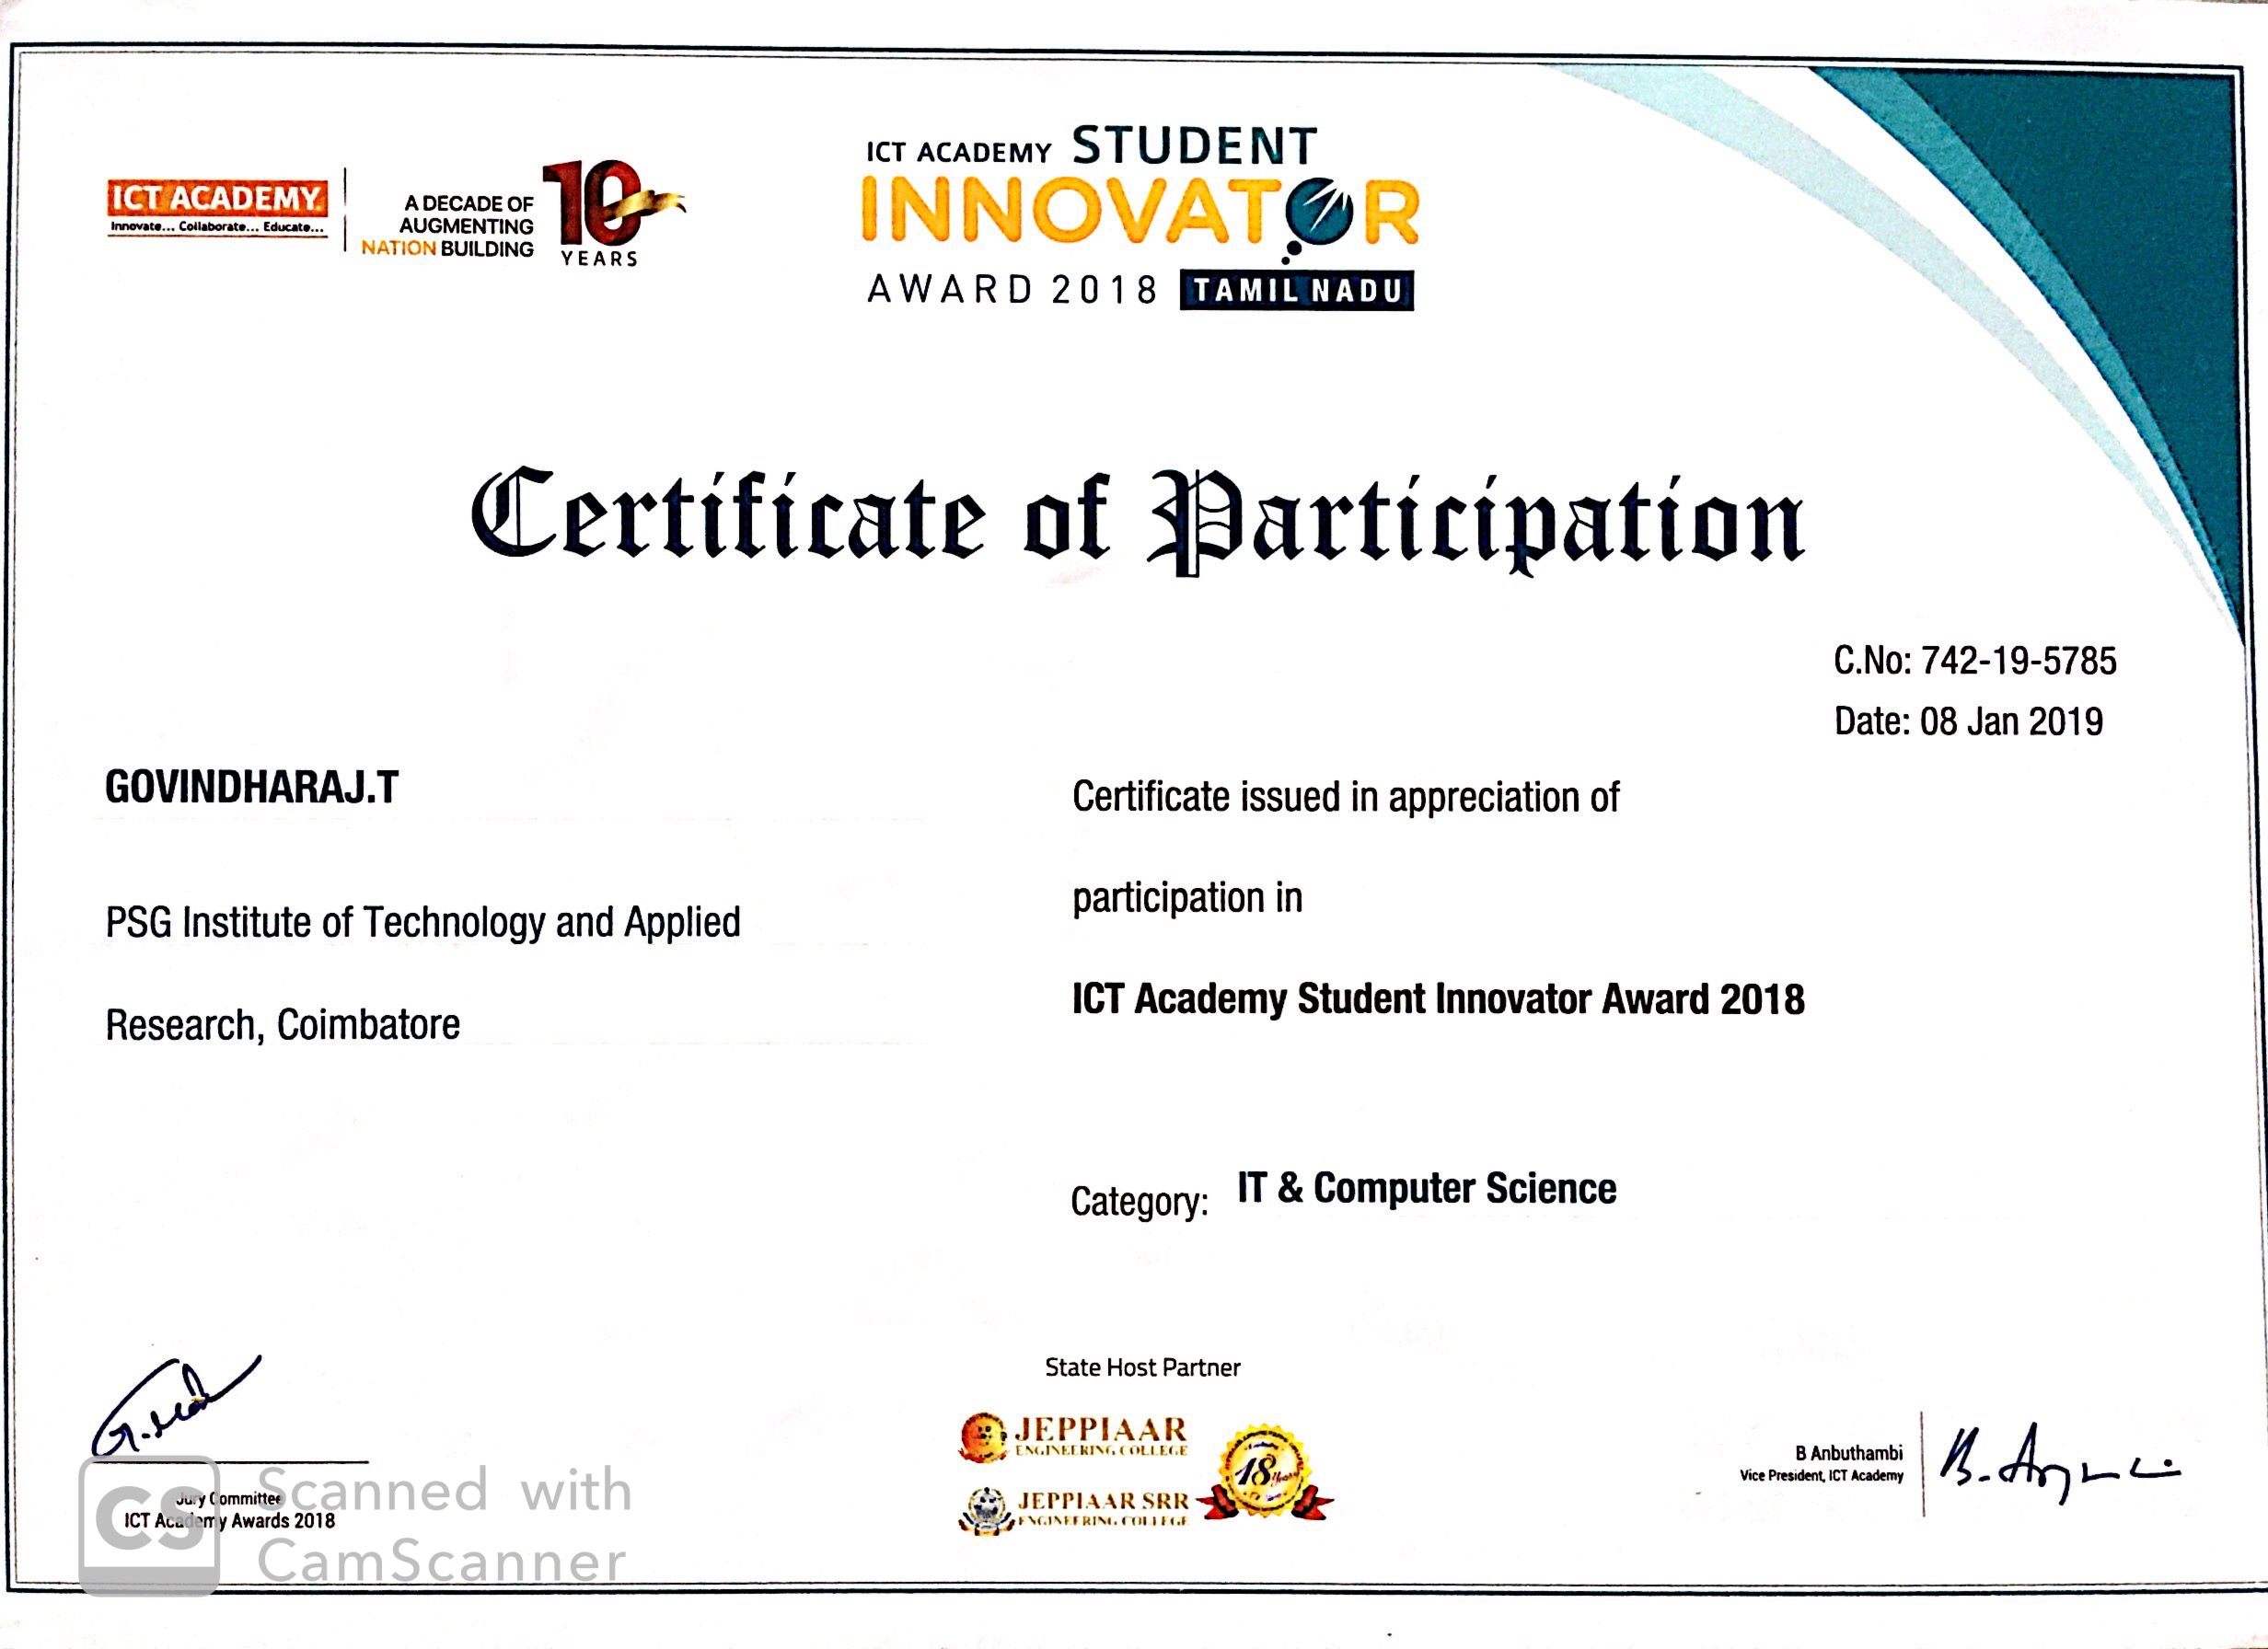 ICT ACADEMY
Innovate... Collaborate... Educate...
A DECADE OF
AUGMENTING
NATION BUILDING
10
YEARS
ICT ACADEMY STUDENT
INNOVATOR
AWARD 2018 TAMIL NADU
Certificate of Participation
C.No: 742-19-5785
Date: 08 Jan 2019
GOVINDHARAJ.T
PSG Institute of Technology and Applied
Research, Coimbatore
Certificate issued in appreciation of
participation in
ICT Academy Student Innovator Award 2018
Category: IT & Computer Science
Jury Committee
ICT Academy Awards 2018
State Host Partner
JEPPIAAR
ENGINEERING COLLEGE
JEPPIAAR SRR
ENGINEERING COLLEGE
18 Years
B Anbuthambi
Vice President, ICT Academy
CS
Scanned with
CamScanner